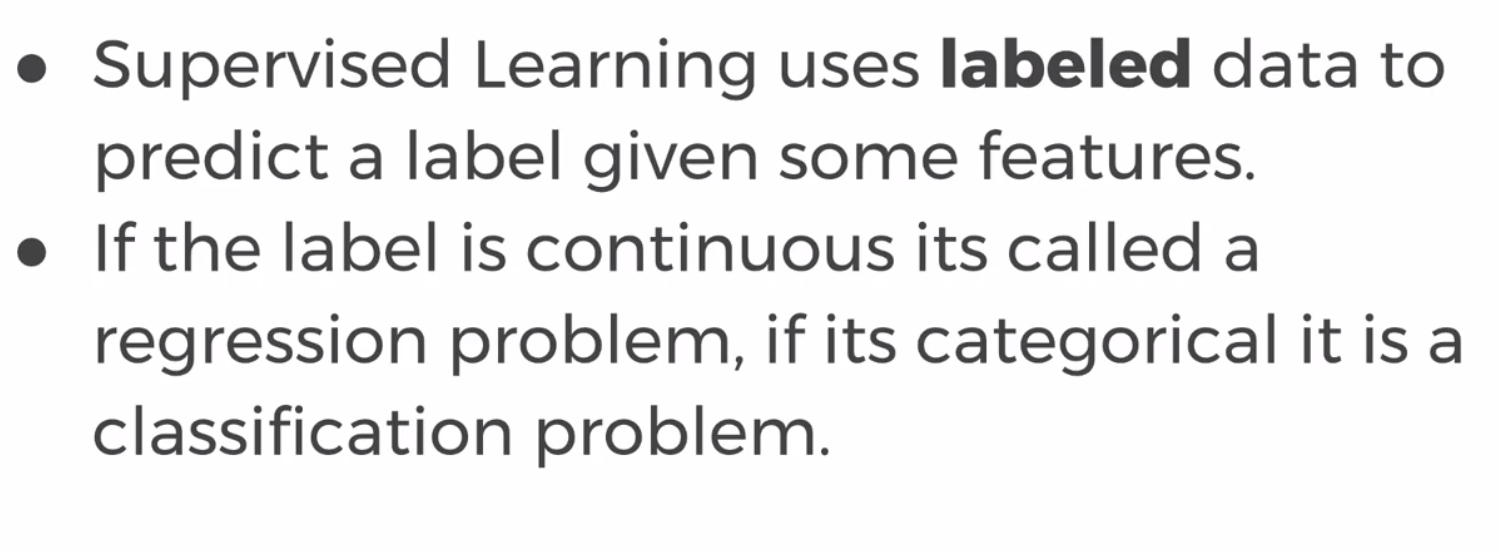 ● Supervised Learning uses labeled data to
predict a label given some features.
● If the label is continuous its called a
regression problem, if its categorical it is a
classification problem.